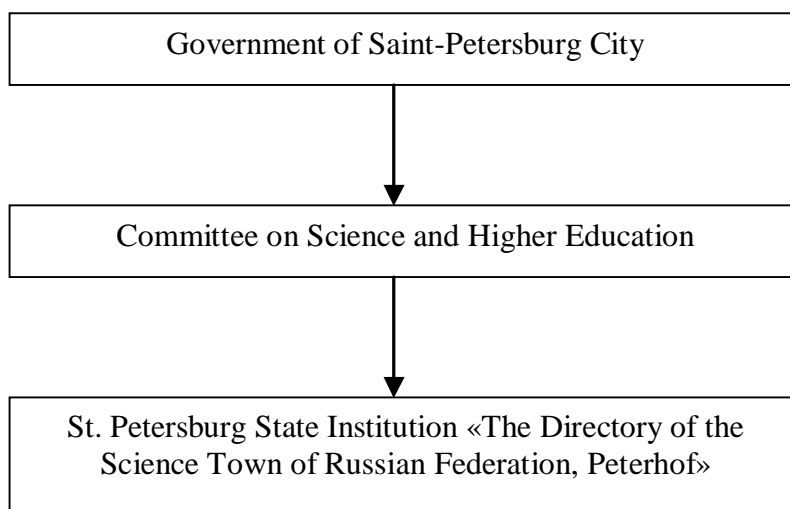 Government of Saint-Petersburg City
Committee on Science and Higher Education
St. Petersburg State Institution «The Directory of the
Science Town of Russian Federation, Peterhof»